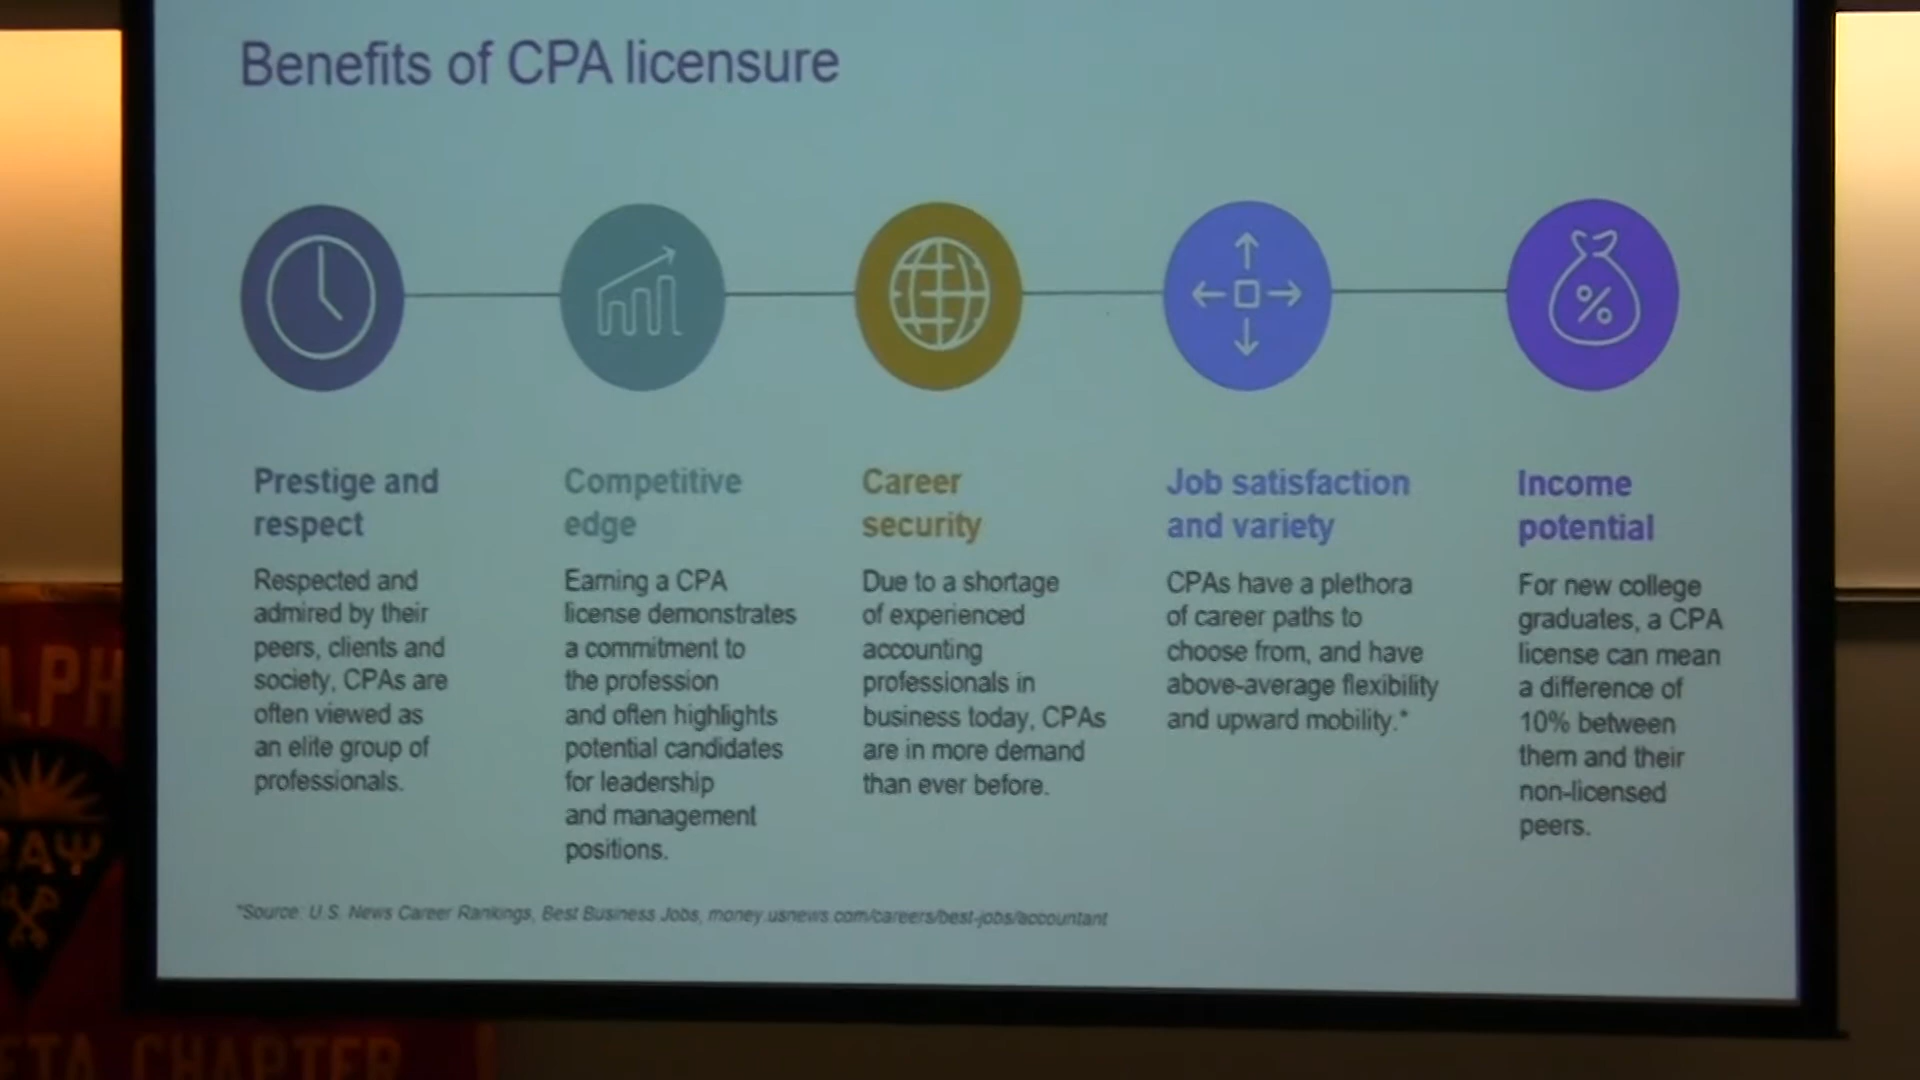 Benefits of CPA licensure
Prestige and
respect
Respected and
admired by their
peers, clients and
society, CPAs are
often viewed as
an elite group of
professionals.
Competitive
edge
Earning a CPA
license demonstrates
a commitment to
the profession
and often highlights
potential candidates
for leadership
and management
positions.
Career
security
Due to a shortage
of experienced
accounting
professionals in
business today, CPAs
are in more demand
than ever before.
Job satisfaction
and variety
CPAs have a plethora
of career paths to
choose from, and have
above-average flexibility
and upward mobility.*
%
Income
potential
For new college
graduates, a CPA
license can mean
a difference of
10% between
them and their
non-licensed
peers.
*Source: U.S. News Career Rankings, Best Business Jobs, money.usnews.com/careers/best-jobs/accountant
LPH
ΑΨ
ETA CHAPTER